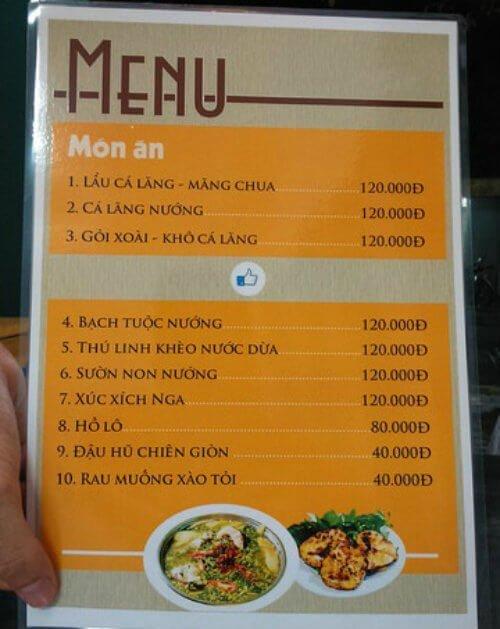 MENU
Món ăn
1. LẨU CÁ LĂNG - MĂNG CHUA 120.000Đ
2. CÁ LĂNG NƯỚNG 120.000Đ
3. GỎI XOÀI - KHÔ CÁ LĂNG 120.000Đ
4. BẠCH TUỘC NƯỚNG 120.000Đ
5. THÚ LINH KHÈO NƯỚC DỪA 120.000Đ
6. SƯỜN NON NƯỚNG 120.000Đ
7. XÚC XÍCH NGA 120.000Đ
8. HỒ LÔ 80.000Đ
9. ĐẬU HŨ CHIÊN GIÒN 40.000Đ
10. RAU MUỐNG XÀO TỎI 40.000Đ